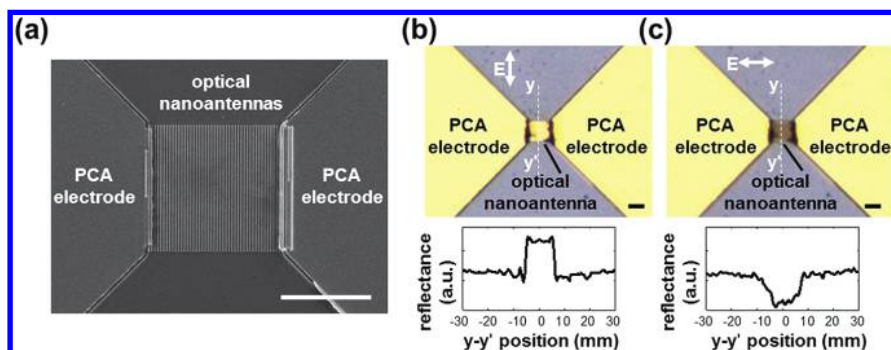 (a)
optical
nanoantennas
PCA
electrode
PCA
electrode
(b)
E
y
PCA
electrode
PCA
electrode
y'
optical
nanoantenna
reflectance
(a.u.)
-30 -20 -10 0 10 20 30
y-y' position (mm)
(c)
E
y
PCA
electrode
PCA
electrode
y'
optical
nanoantenna
reflectance
(a.u.)
-30 -20 -10 0 10 20 30
y-y' position (mm)